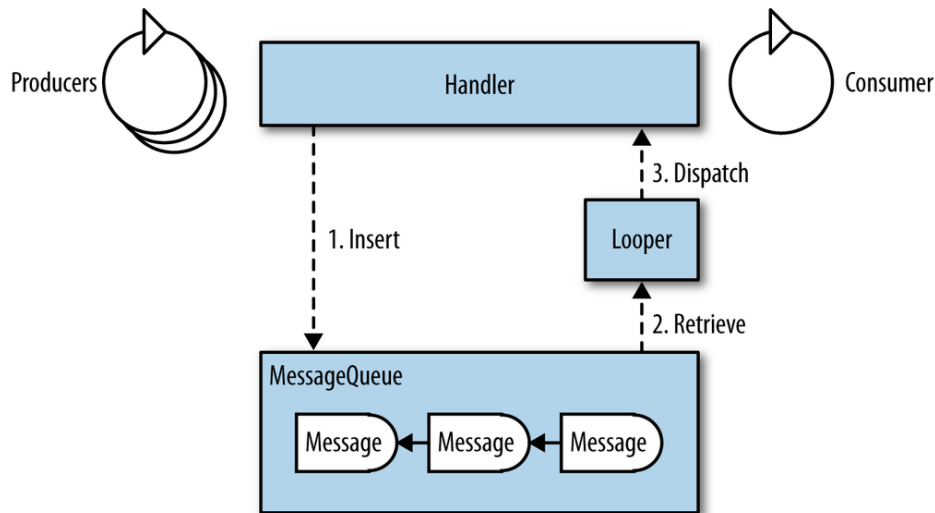 Producers
Handler
Consumer
3. Dispatch
1. Insert
Looper
2. Retrieve
MessageQueue
Message
Message
Message